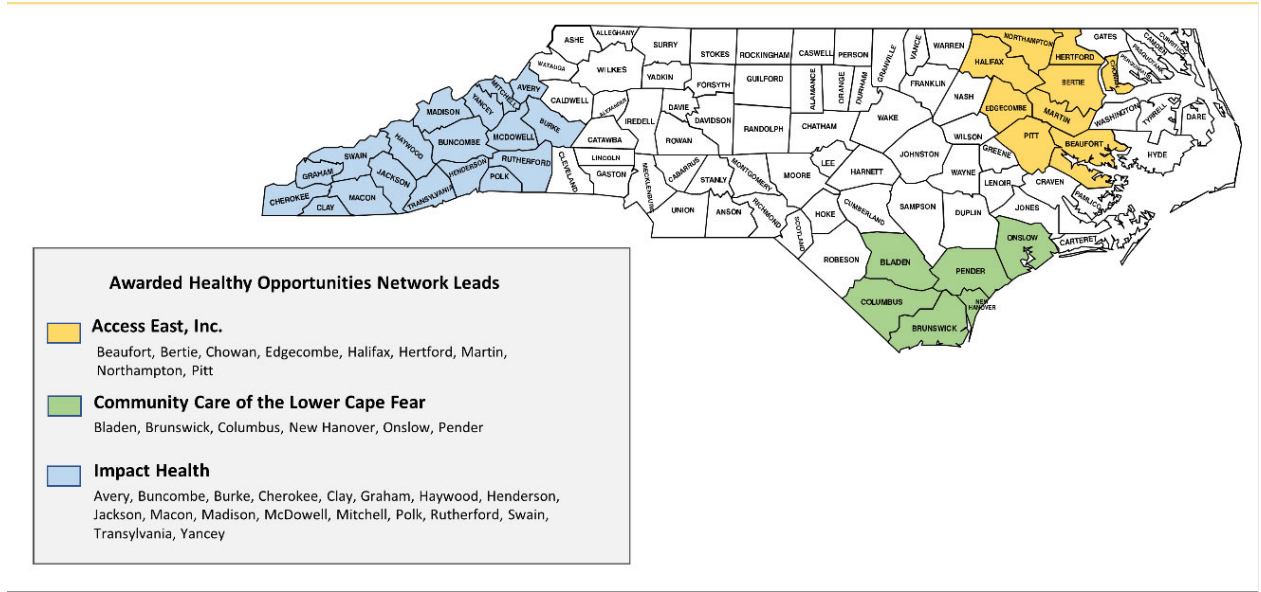 ASHE
ALLEGHANY
SURRY
STOKES
ROCKINGHAM
CASWELL
PERSON
GRANVILLE
VANCE
WARREN
NORTHAMPTON
GATES
CURRITUCK
CAMDEN
PASQUOTANK
PERQUIMANS
HALIFAX
HERTFORD
CHOWAN
BERTIE
WATAUGA
WILKES
YADKIN
FORSYTH
GUILFORD
ALAMANCE
ORANGE
DURHAM
FRANKLIN
NASH
EDGECOMBE
MARTIN
WASHINGTON
TYRRELL
DARE
MITCHELL
AVERY
CALDWELL
ALEXANDER
IREDELL
DAVIE
DAVIDSON
RANDOLPH
CHATHAM
WAKE
WILSON
PITT
BEAUFORT
HYDE
MADISON
YANCEY
BURKE
CATAWBA
ROWAN
HAYWOOD
BUNCOMBE
MCDOWELL
SWAIN
RUTHERFORD
CLEVELAND
LINCOLN
GASTON
MECKLENBURG
CABARRUS
STANLY
MONTGOMERY
MOORE
LEE
HARNETT
JOHNSTON
WAYNE
GREENE
LENOIR
CRAVEN
PAMLICO
GRAHAM
JACKSON
HENDERSON
POLK
CHEROKEE
CLAY
MACON
TRANSYLVANIA
UNION
ANSON
RICHMOND
SCOTLAND
HOKE
CUMBERLAND
SAMPSON
DUPLIN
JONES
CARTERET
ONSLOW
ROBESON
BLADEN
PENDER
COLUMBUS
NEW
HANOVER
BRUNSWICK
Awarded Healthy Opportunities Network Leads
Access East, Inc.
Beaufort, Bertie, Chowan, Edgecombe, Halifax, Hertford, Martin,
Northampton, Pitt
Community Care of the Lower Cape Fear
Bladen, Brunswick, Columbus, New Hanover, Onslow, Pender
Impact Health
Avery, Buncombe, Burke, Cherokee, Clay, Graham, Haywood, Henderson,
Jackson, Macon, Madison, McDowell, Mitchell, Polk, Rutherford, Swain,
Transylvania, Yancey